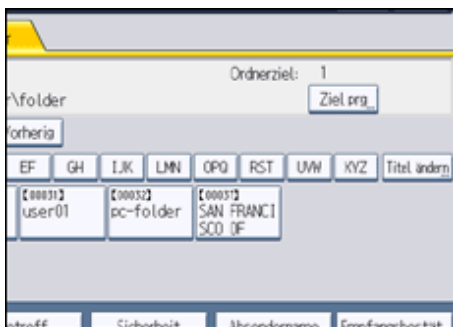 r
Ordnerziel: 1
r\folder
Ziel prg.
Vorherig
EF GH IJK LMN OPQ RST UVW XYZ Titel ändern
[00031] [00032] [00037]
user01 pc-folder SAN FRANCI
SCO OF
etreff Sicherheit Absendername Empfangsbestät.